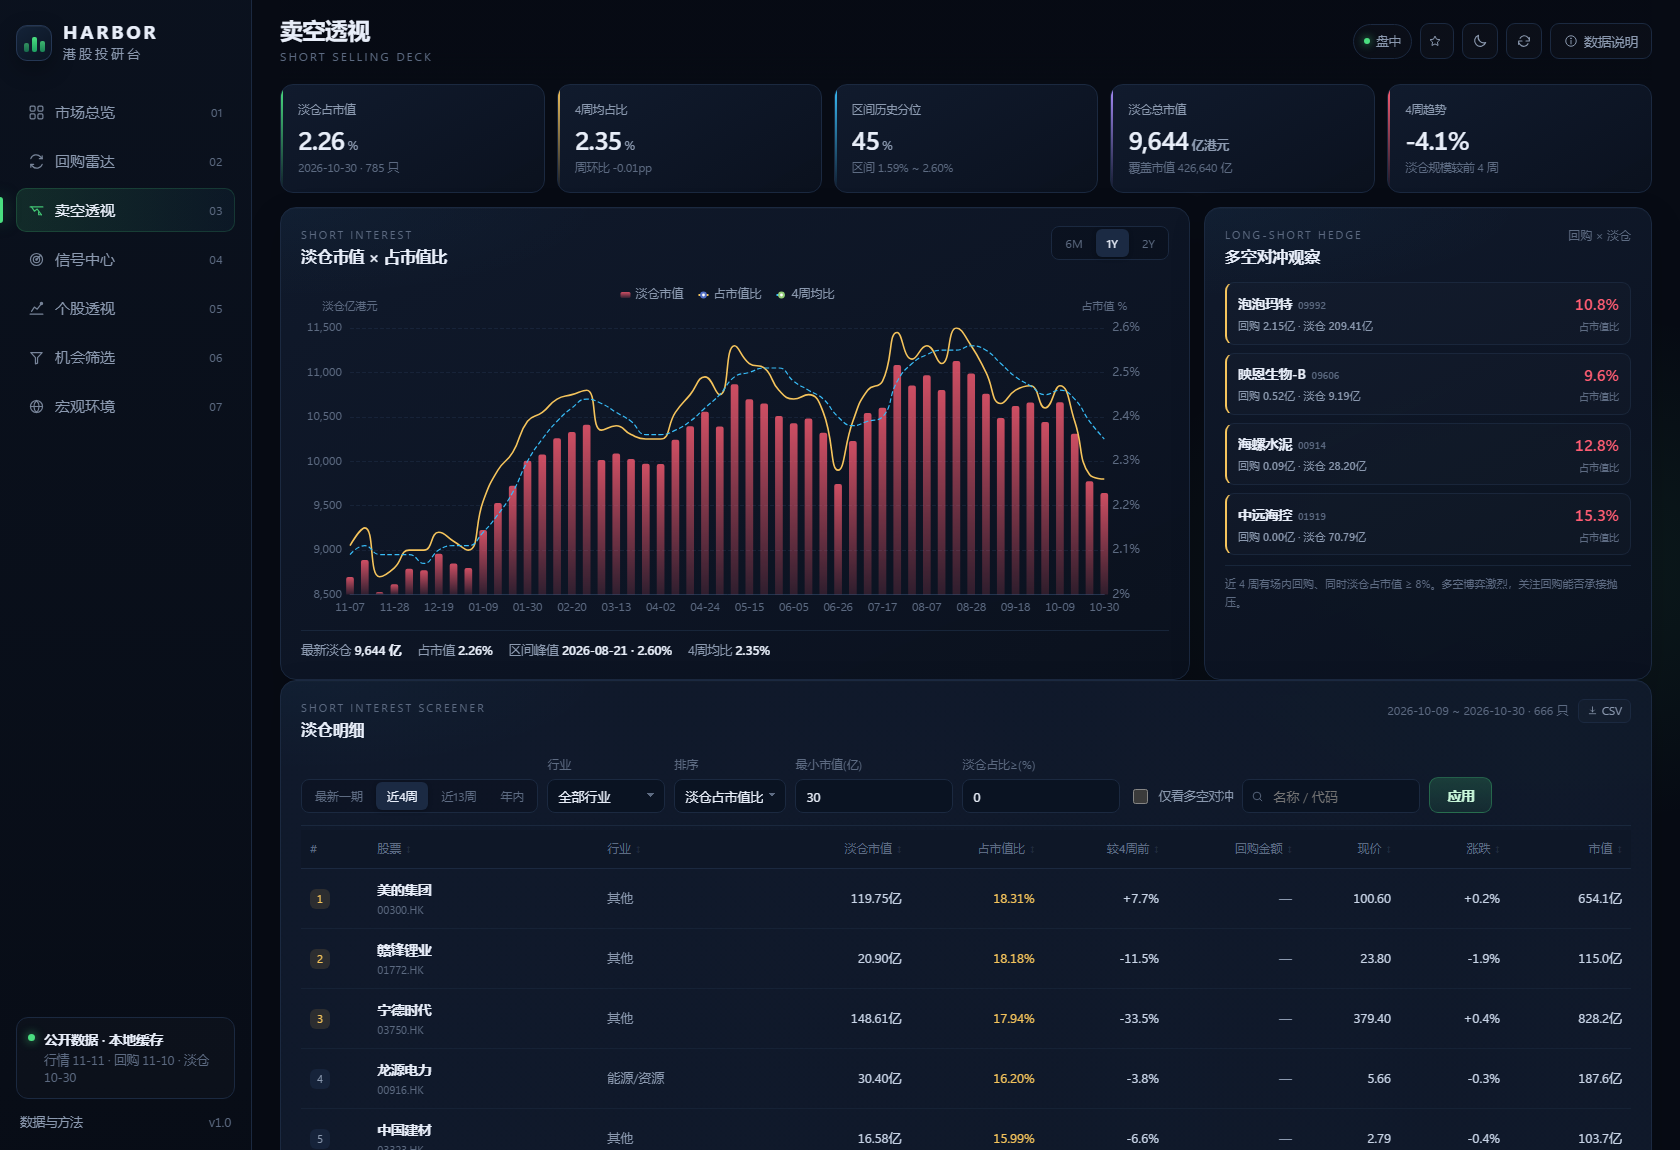 HARBOR
港股投研台
市场总览 01
回购雷达 02
卖空透视 03
信号中心 04
个股透视 05
机会筛选 06
宏观环境 07
公开数据 · 本地缓存
行情 11-11 · 回购 11-10 · 淡仓
10-30
数据与方法 v1.0
卖空透视
SHORT SELLING DECK
盘中
数据说明
淡仓占市值
2.26 %
2026-10-30 · 785 只
4周均占比
2.35 %
周环比 -0.01pp
区间历史分位
45 %
区间 1.59% ~ 2.60%
淡仓总市值
9,644 亿港元
覆盖市值 426,640 亿
4周趋势
-4.1%
淡仓规模较前 4 周
SHORT INTEREST
淡仓市值 × 占市值比
6M 1Y 2Y
淡仓市值 占市值比 4周均比
淡仓亿港元 占市值 %
11,500 2.6%
11,000 2.5%
10,500 2.4%
10,000 2.3%
9,500 2.2%
9,000 2.1%
8,500 2%
11-07 11-28 12-19 01-09 01-30 02-20 03-13 04-02 04-24 05-15 06-05 06-26 07-17 08-07 08-28 09-18 10-09 10-30
最新淡仓 9,644 亿 占市值 2.26% 区间峰值 2026-08-21 · 2.60% 4周均比 2.35%
LONG-SHORT HEDGE
多空对冲观察
回购 × 淡仓
泡泡玛特 09992 10.8%
回购 2.15亿 · 淡仓 209.41亿 占市值比
映恩生物-B 09606 9.6%
回购 0.52亿 · 淡仓 9.19亿 占市值比
海螺水泥 00914 12.8%
回购 0.09亿 · 淡仓 28.20亿 占市值比
中远海控 01919 15.3%
回购 0.00亿 · 淡仓 70.79亿 占市值比
近 4 周有场内回购、同时淡仓占市值 ≥ 8%。多空博弈激烈，关注回购能否承接抛
压。
SHORT INTEREST SCREENER
淡仓明细
2026-10-09 ~ 2026-10-30 · 666 只 CSV
行业 排序 最小市值(亿) 淡仓占比≥(%)
最新一期 近4周 近13周 年内 全部行业 淡仓占市值比 30 0 仅看多空对冲 名称 / 代码 应用
# 股票 行业 淡仓市值 占市值比 较4周前 回购金额 现价 涨跌 市值
1 美的集团 其他 119.75亿 18.31% +7.7% — 100.60 +0.2% 654.1亿
00300.HK
2 赣锋锂业 其他 20.90亿 18.18% -11.5% — 23.80 -1.9% 115.0亿
01772.HK
3 宁德时代 其他 148.61亿 17.94% -33.5% — 379.40 +0.4% 828.2亿
03750.HK
4 龙源电力 能源/资源 30.40亿 16.20% -3.8% — 5.66 -0.3% 187.6亿
00916.HK
5 中国建材 其他 16.58亿 15.99% -6.6% — 2.79 -0.4% 103.7亿
03323.HK